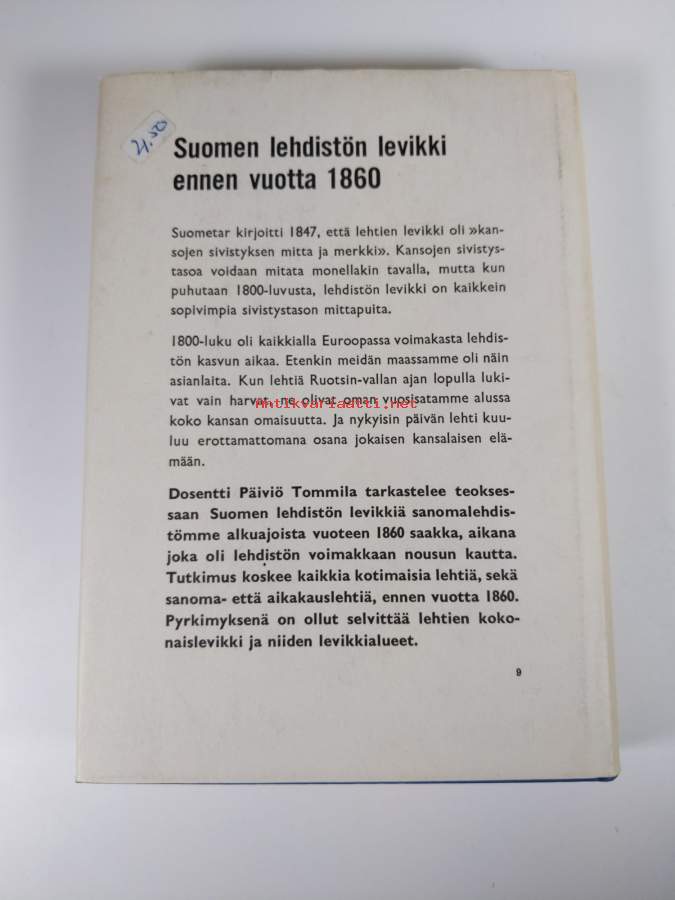 4.50
Suomen lehdistön levikki
ennen vuotta 1860
Suometar kirjoitti 1847, että lehtien levikki oli »kan-
sojen sivistyksen mitta ja merkki». Kansojen sivistys-
tasoa voidaan mitata monellakin tavalla, mutta kun
puhutaan 1800-luvusta, lehdistön levikki on kaikkein
sopivimpia sivistystason mittapuita.
1800-luku oli kaikkialla Euroopassa voimakasta lehdis-
tön kasvun aikaa. Etenkin meidän maassamme oli näin
asianlaita. Kun lehtiä Ruotsin-vallan ajan lopulla luki-
vat vain harvat, ne olivat oman vuosisatamme alussa
Antikvariaatti.net
koko kansan omaisuutta. Ja nykyisin päivän lehti kuu-
luu erottamattomana osana jokaisen kansalaisen elä-
mään.
Dosentti Päiviö Tommila tarkastelee teokses-
saan Suomen lehdistön levikkiä sanomalehdis-
tömme alkuajoista vuoteen 1860 saakka, aikana
joka oli lehdistön voimakkaan nousun kautta.
Tutkimus koskee kaikkia kotimaisia lehtiä, sekä
sanoma- että aikakauslehtiä, ennen vuotta 1860.
Pyrkimyksenä on ollut selvittää lehtien koko-
naislevikki ja niiden levikkialueet.
9